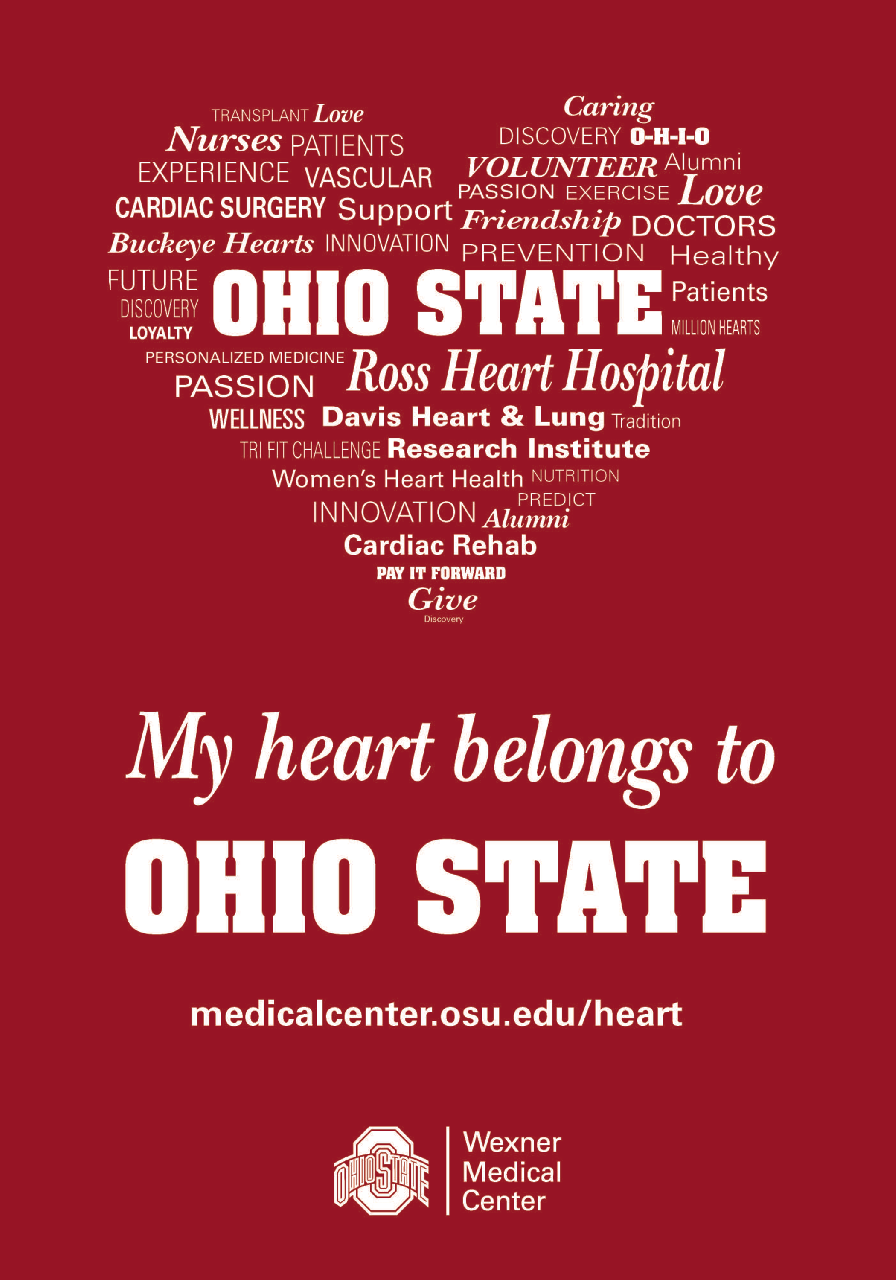 TRANSPLANT Love
Caring
Nurses PATIENTS
DISCOVERY O-H-I-O
EXPERIENCE VASCULAR
VOLUNTEER Alumni
PASSION EXERCISE Love
CARDIAC SURGERY Support
Friendship DOCTORS
Buckeye Hearts INNOVATION
PREVENTION Healthy
FUTURE
DISCOVERY
LOYALTY
OHIO STATE
Patients
MILLION HEARTS
PERSONALIZED MEDICINE
PASSION
Ross Heart Hospital
WELLNESS Davis Heart & Lung Tradition
TRI FIT CHALLENGE Research Institute
Women's Heart Health NUTRITION
PREDICT
INNOVATION Alumni
Cardiac Rehab
PAY IT FORWARD
Give
Discovery
My heart belongs to
OHIO STATE
medicalcenter.osu.edu/heart
OHIO STATE
Wexner
Medical
Center